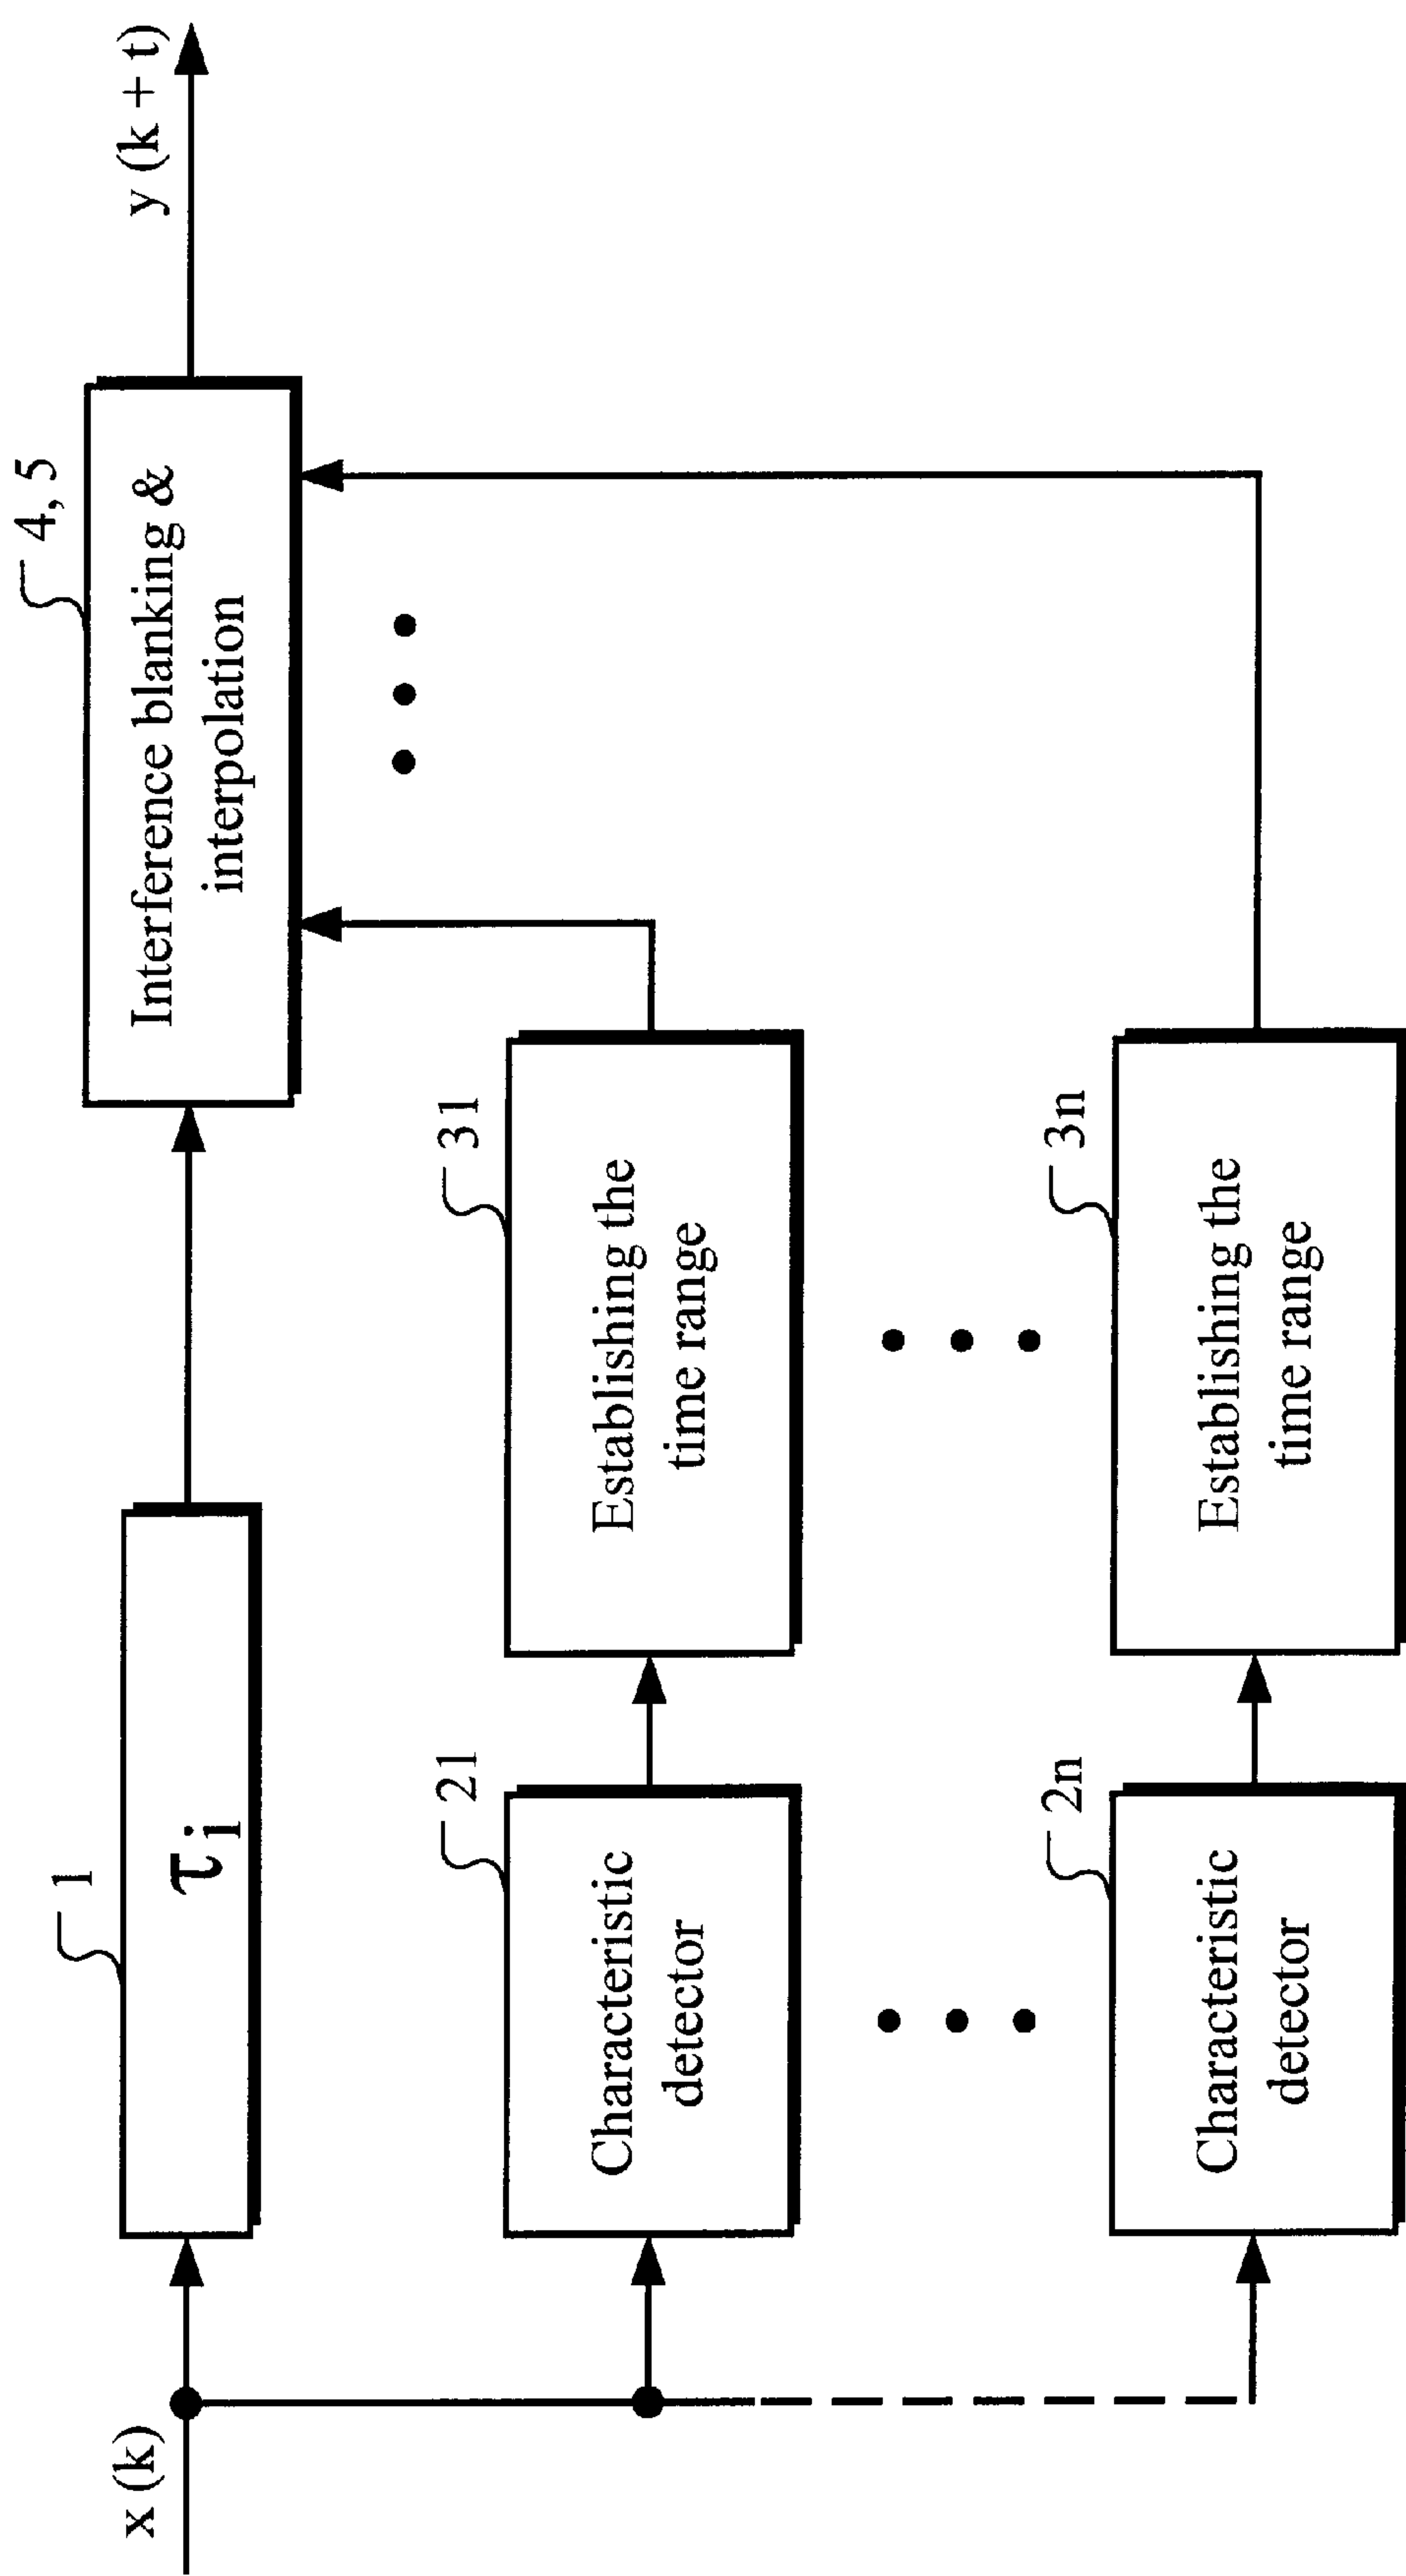 x (k)
1
τi
4, 5
Interference blanking &
interpolation
y (k + t)
21
Characteristic
detector
31
Establishing the
time range
2n
Characteristic
detector
3n
Establishing the
time range